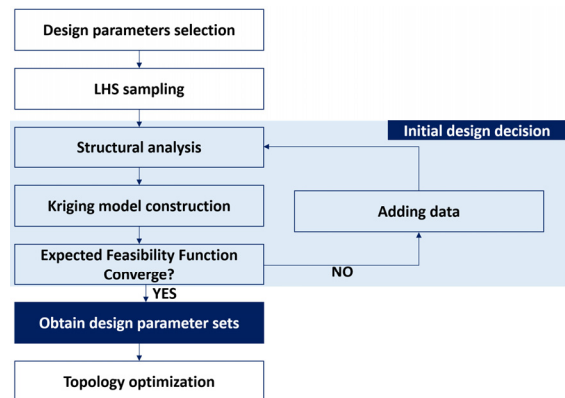 Design parameters selection
LHS sampling
Initial design decision
Structural analysis
Kriging model construction
Adding data
Expected Feasibility Function
Converge?
NO
YES
Obtain design parameter sets
Topology optimization